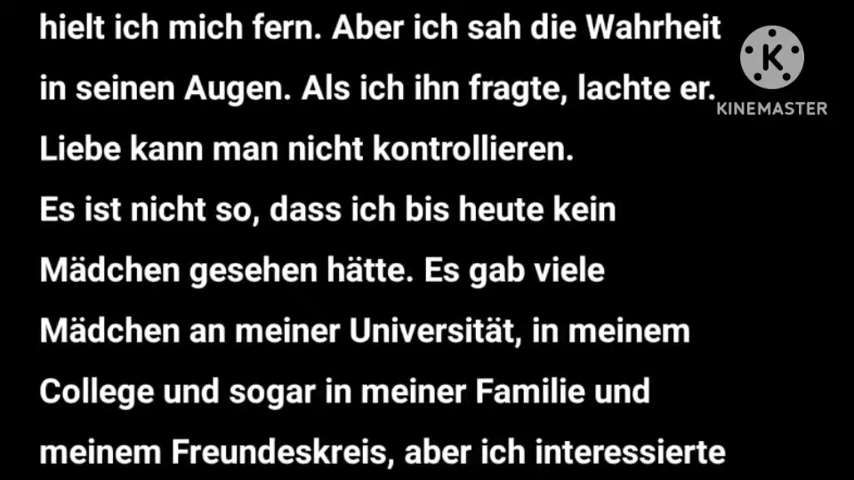 hielt ich mich fern. Aber ich sah die Wahrheit
in seinen Augen. Als ich ihn fragte, lachte er.
Liebe kann man nicht kontrollieren.
Es ist nicht so, dass ich bis heute kein
Mädchen gesehen hätte. Es gab viele
Mädchen an meiner Universität, in meinem
College und sogar in meiner Familie und
meinem Freundeskreis, aber ich interessierte
K
KINEMASTER